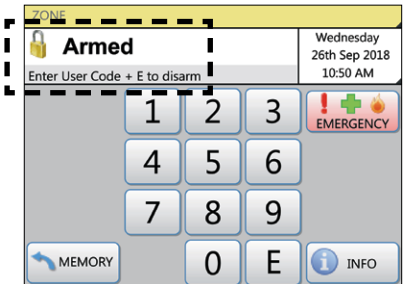 ZONE
Armed
Enter User Code + E to disarm
Wednesday
26th Sep 2018
10:50 AM
1 2 3
EMERGENCY
4 5 6
7 8 9
MEMORY
0 E
INFO